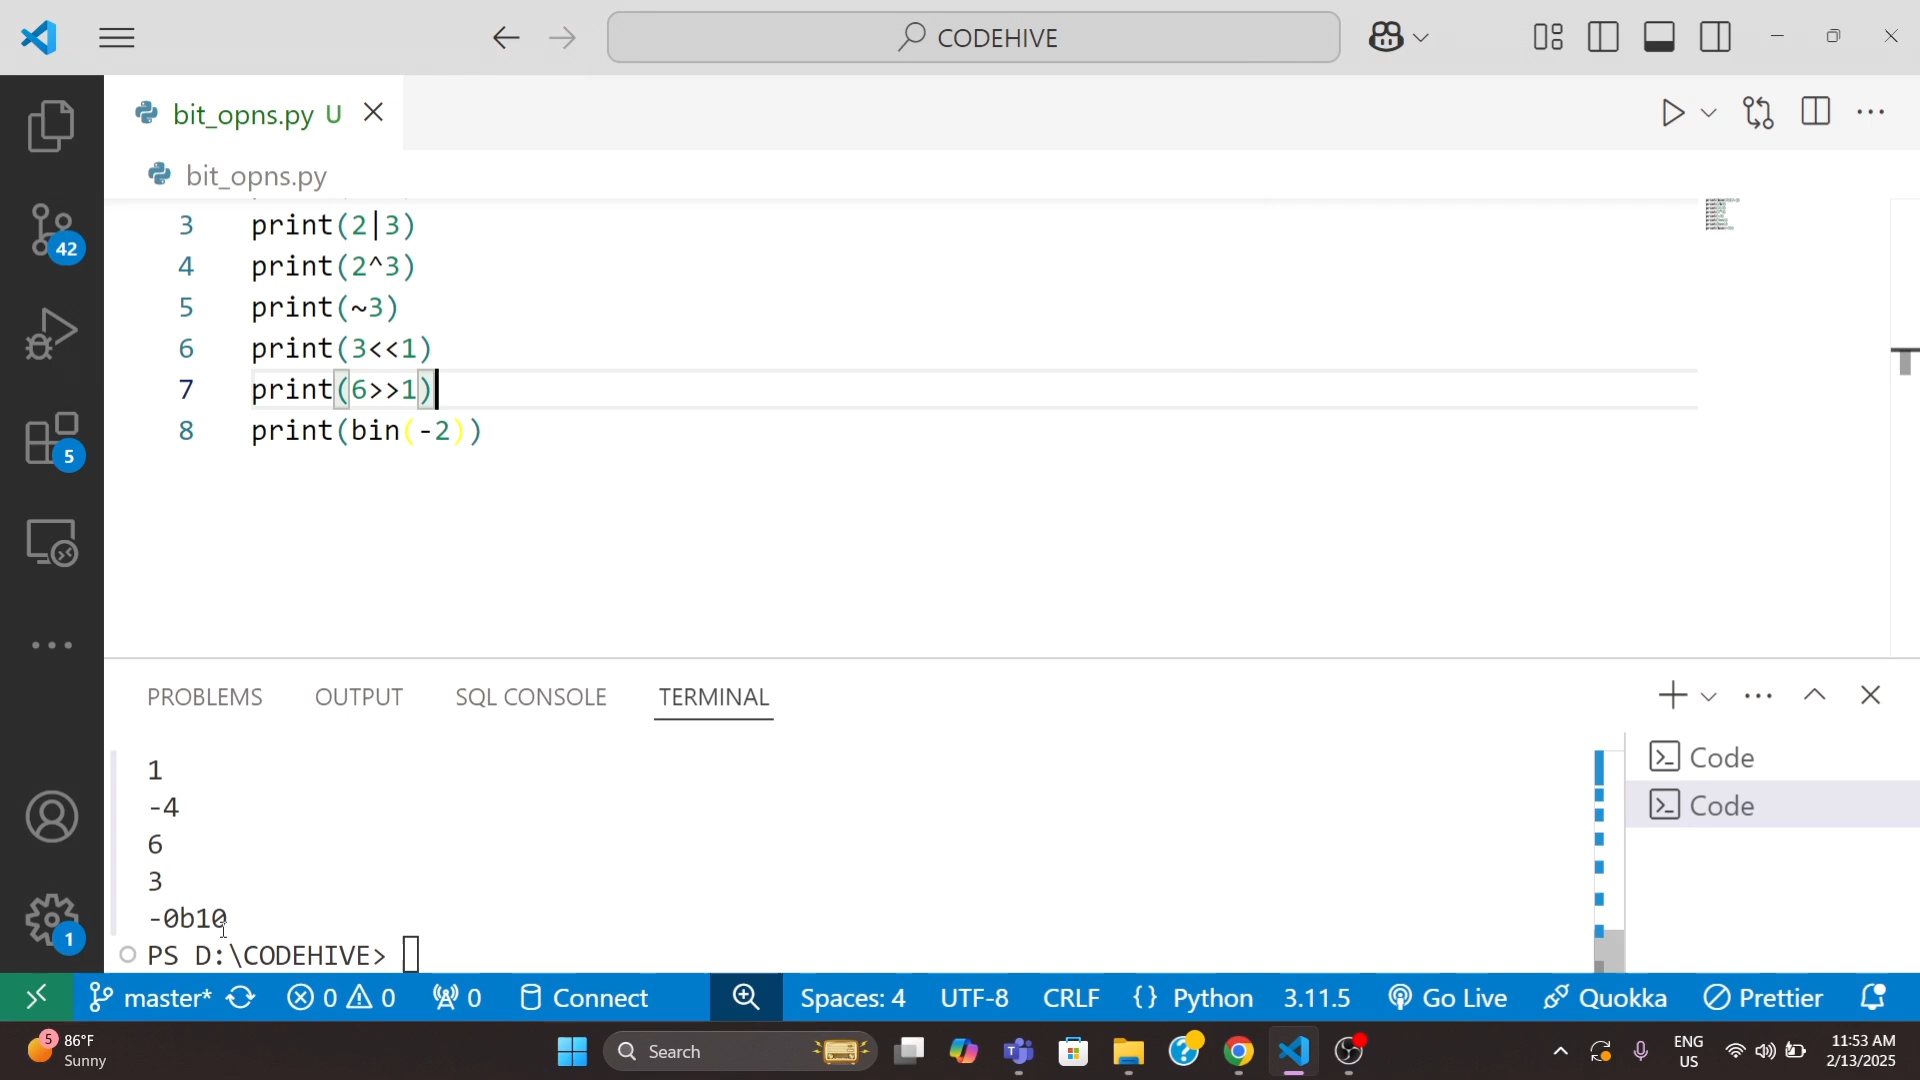 CODEHIVE
bit_opns.py U
bit_opns.py
3 print(2|3)
4 print(2^3)
5 print(~3)
6 print(3<<1)
7 print(6>>1)
8 print(bin(-2))
42
5
1
PROBLEMS OUTPUT SQL CONSOLE TERMINAL
1
-4
6
3
-0b10
PS D:\CODEHIVE>
Code
Code
master* 0 0 0 Connect Spaces: 4 UTF-8 CRLF {} Python 3.11.5 Go Live Quokka Prettier
5 86°F
Sunny
Search
ENG
US
11:53 AM
2/13/2025